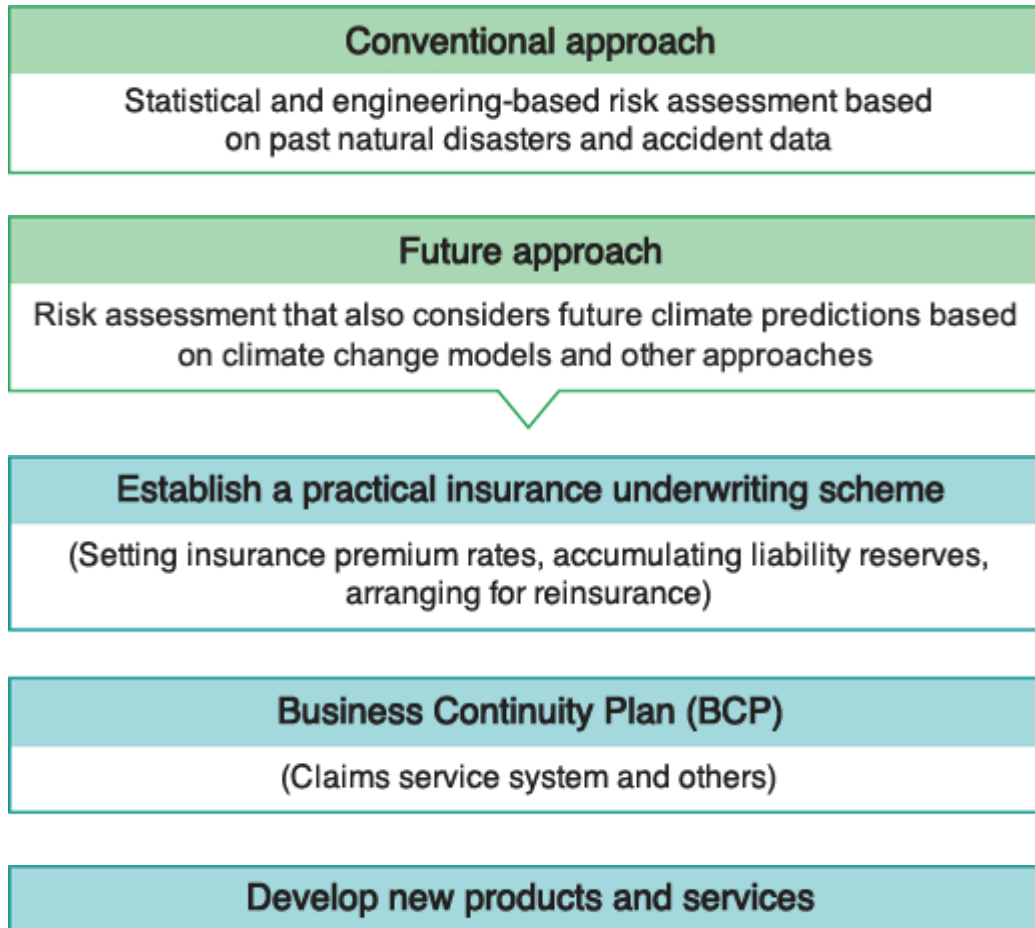 Conventional approach
Statistical and engineering-based risk assessment based
on past natural disasters and accident data
Future approach
Risk assessment that also considers future climate predictions based
on climate change models and other approaches
Establish a practical insurance underwriting scheme
(Setting insurance premium rates, accumulating liability reserves,
arranging for reinsurance)
Business Continuity Plan (BCP)
(Claims service system and others)
Develop new products and services